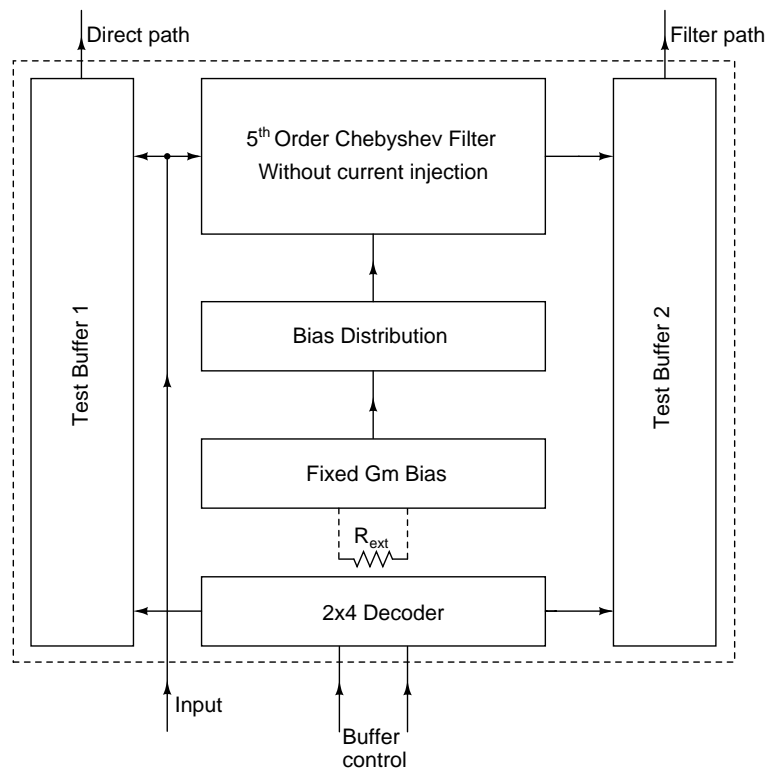 Direct path
Filter path
5th Order Chebyshev Filter
Without current injection
Test Buffer 1
Bias Distribution
Test Buffer 2
Fixed Gm Bias
Rext
2x4 Decoder
Input
Buffer
control